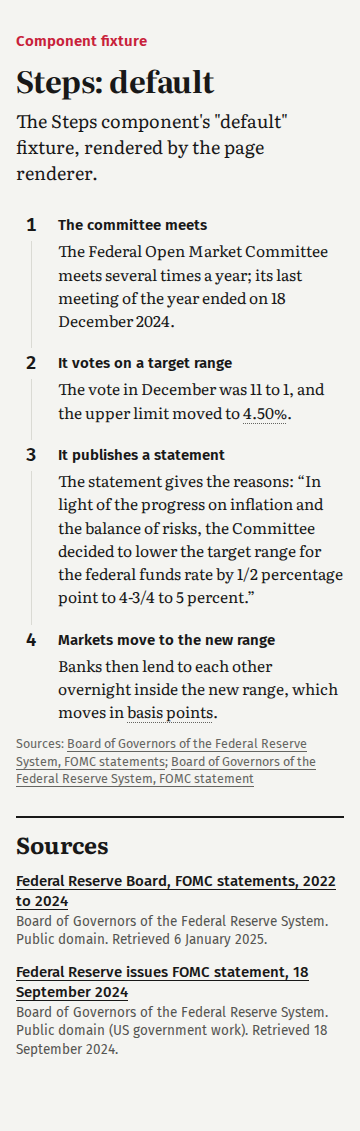 Component fixture
Steps: default
The Steps component's "default"
fixture, rendered by the page
renderer.
1 The committee meets
The Federal Open Market Committee
meets several times a year; its last
meeting of the year ended on 18
December 2024.
2 It votes on a target range
The vote in December was 11 to 1, and
the upper limit moved to 4.50%.
3 It publishes a statement
The statement gives the reasons: “In
light of the progress on inflation and
the balance of risks, the Committee
decided to lower the target range for
the federal funds rate by 1/2 percentage
point to 4-3/4 to 5 percent.”
4 Markets move to the new range
Banks then lend to each other
overnight inside the new range, which
moves in basis points.
Sources: Board of Governors of the Federal Reserve
System, FOMC statements; Board of Governors of the
Federal Reserve System, FOMC statement
Sources
Federal Reserve Board, FOMC statements, 2022
to 2024
Board of Governors of the Federal Reserve System.
Public domain. Retrieved 6 January 2025.
Federal Reserve issues FOMC statement, 18
September 2024
Board of Governors of the Federal Reserve System.
Public domain (US government work). Retrieved 18
September 2024.